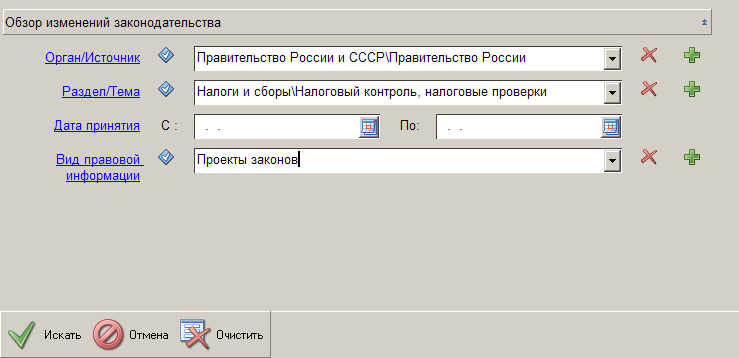 Обзор изменений законодательства
Орган/Источник Правительство России и СССР\Правительство России
Раздел/Тема Налоги и сборы\Налоговый контроль, налоговые проверки
Дата принятия С : . . По: . .
Вид правовой Проекты законов
информации
Искать Отмена Очистить